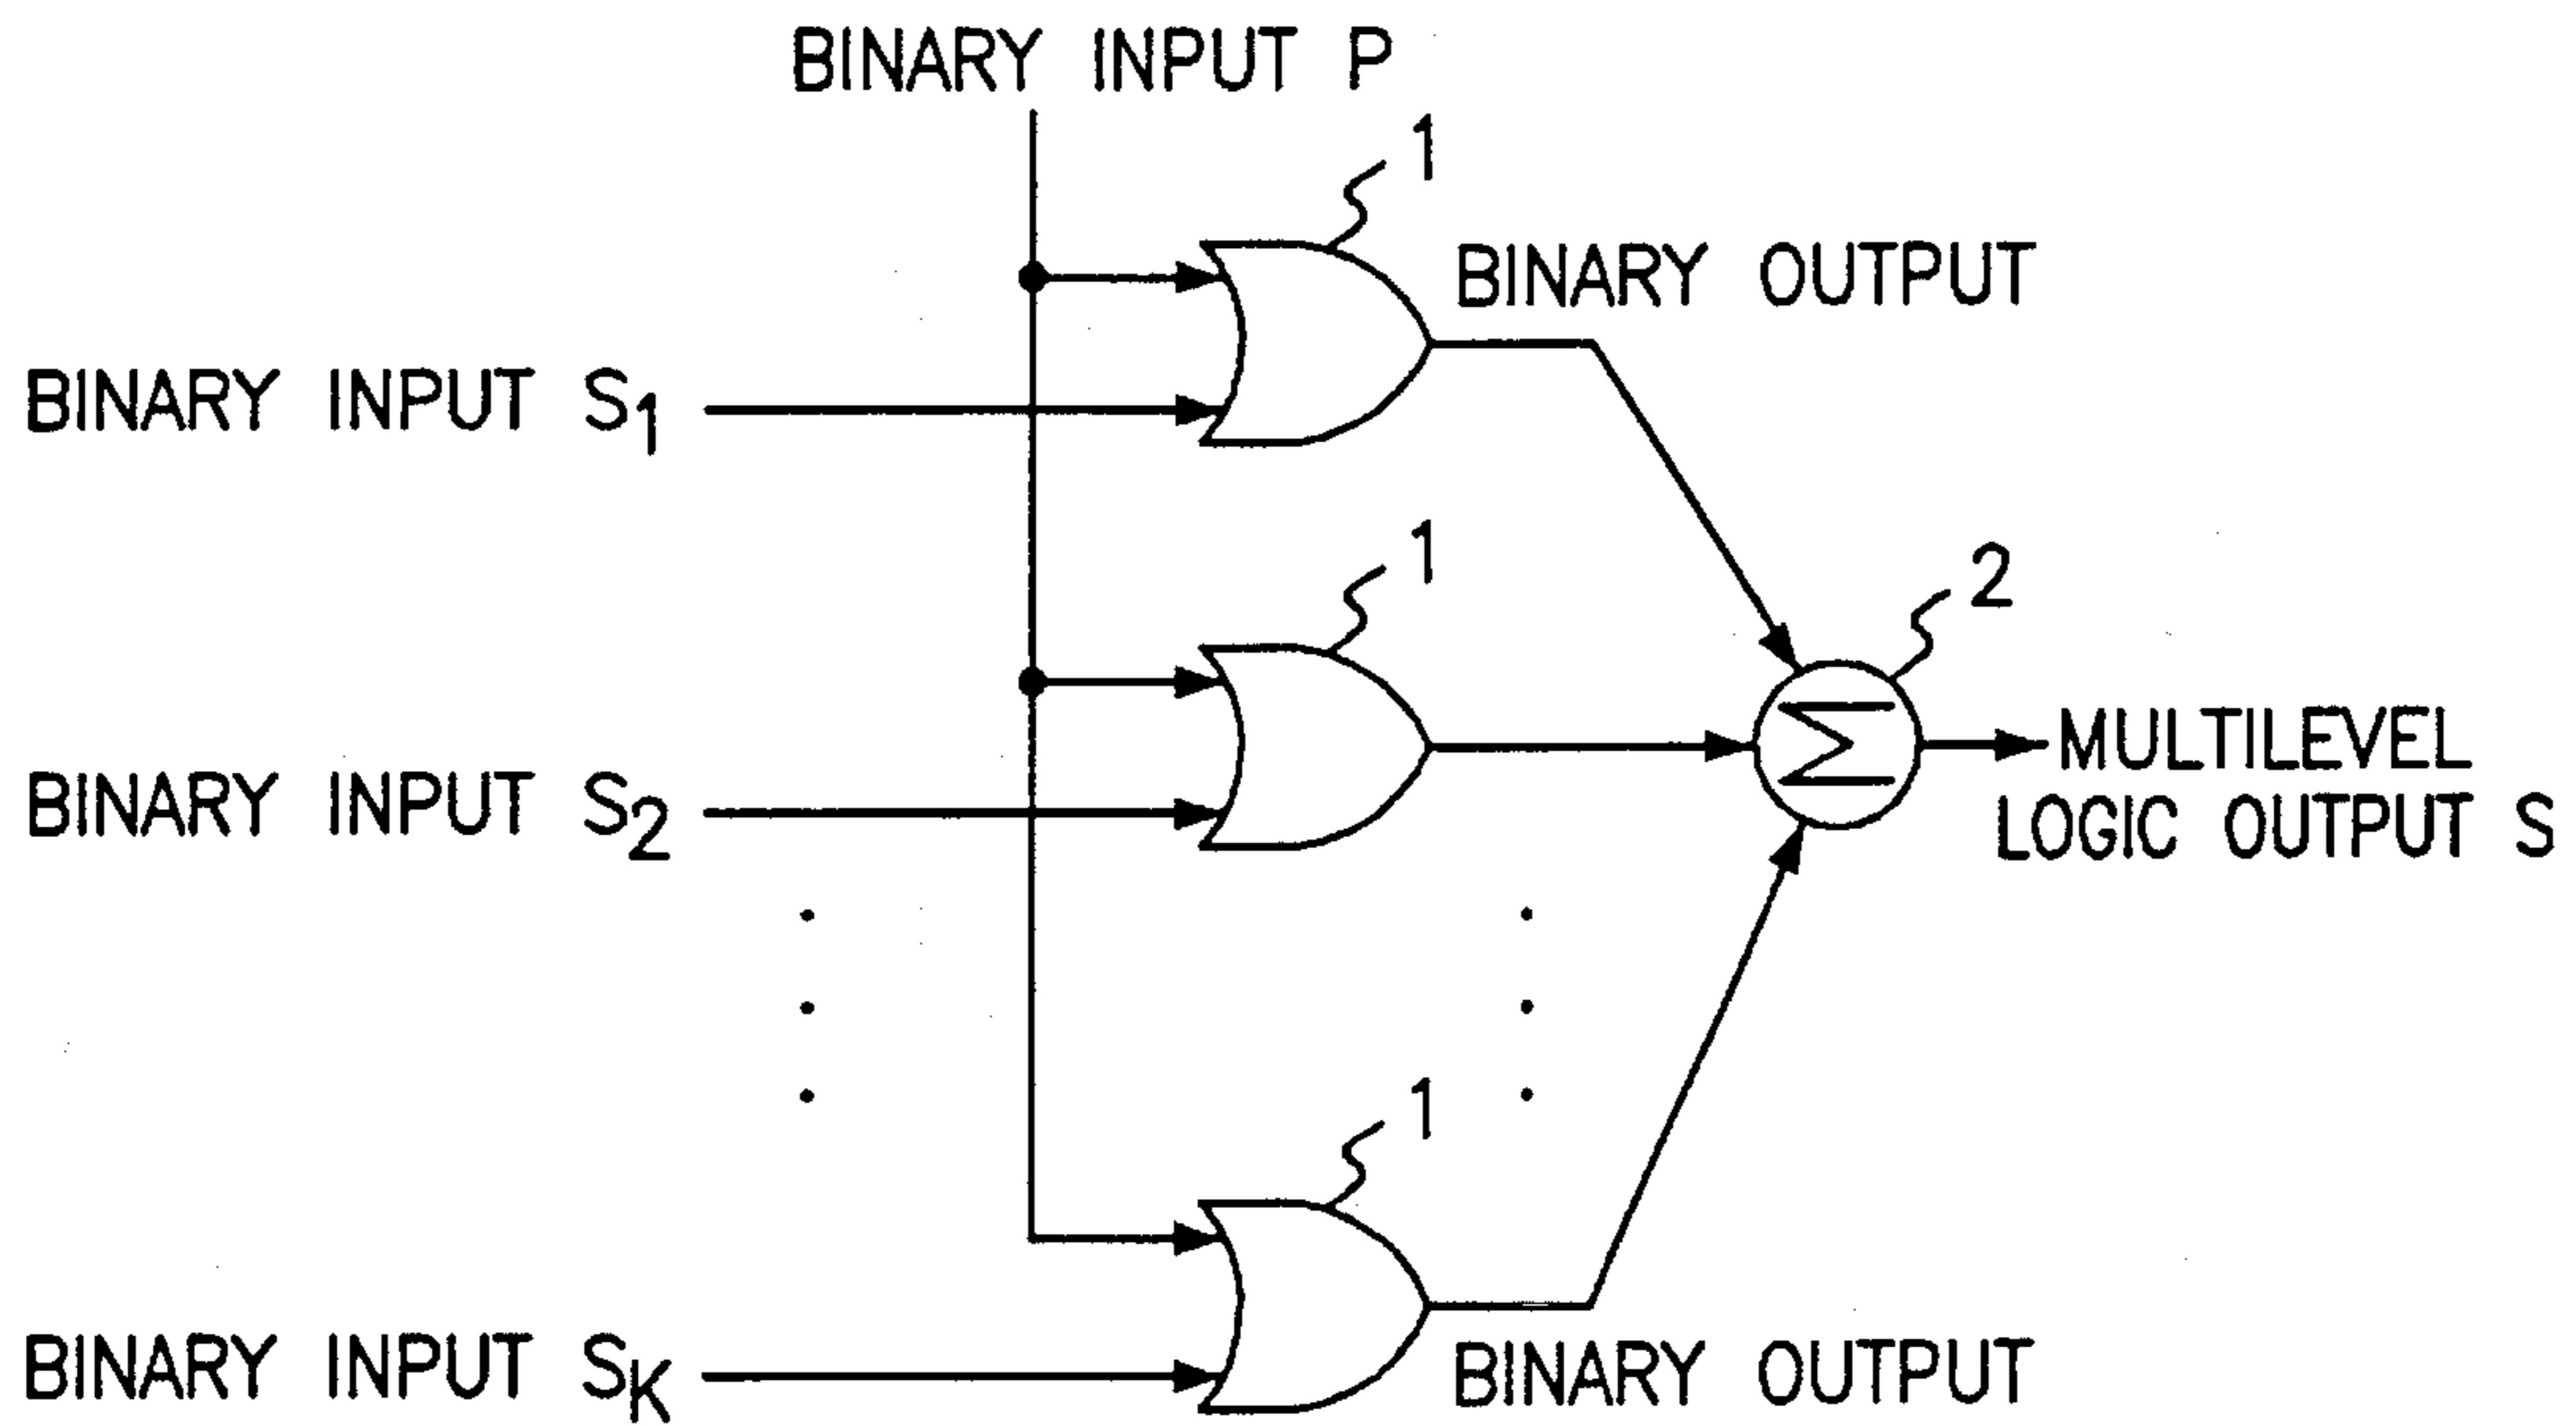 BINARY INPUT P
1
BINARY OUTPUT
BINARY INPUT S1
1
2
Σ
MULTILEVEL
LOGIC OUTPUT S
BINARY INPUT S2
1
BINARY INPUT SK
BINARY OUTPUT